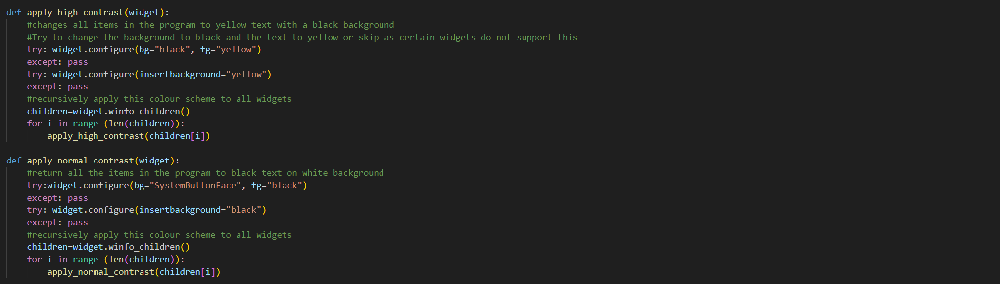 def apply_high_contrast(widget):
    #changes all items in the program to yellow text with a black background
    #Try to change the background to black and the text to yellow or skip as certain widgets do not support this
    try: widget.configure(bg="black", fg="yellow")
    except: pass
    try: widget.configure(insertbackground="yellow")
    except: pass
    #recursively apply this colour scheme to all widgets
    children=widget.winfo_children()
    for i in range (len(children)):
        apply_high_contrast(children[i])

def apply_normal_contrast(widget):
    #return all the items in the program to black text on white background
    try:widget.configure(bg="SystemButtonFace", fg="black")
    except: pass
    try: widget.configure(insertbackground="black")
    except: pass
    #recursively apply this colour scheme to all widgets
    children=widget.winfo_children()
    for i in range (len(children)):
        apply_normal_contrast(children[i])